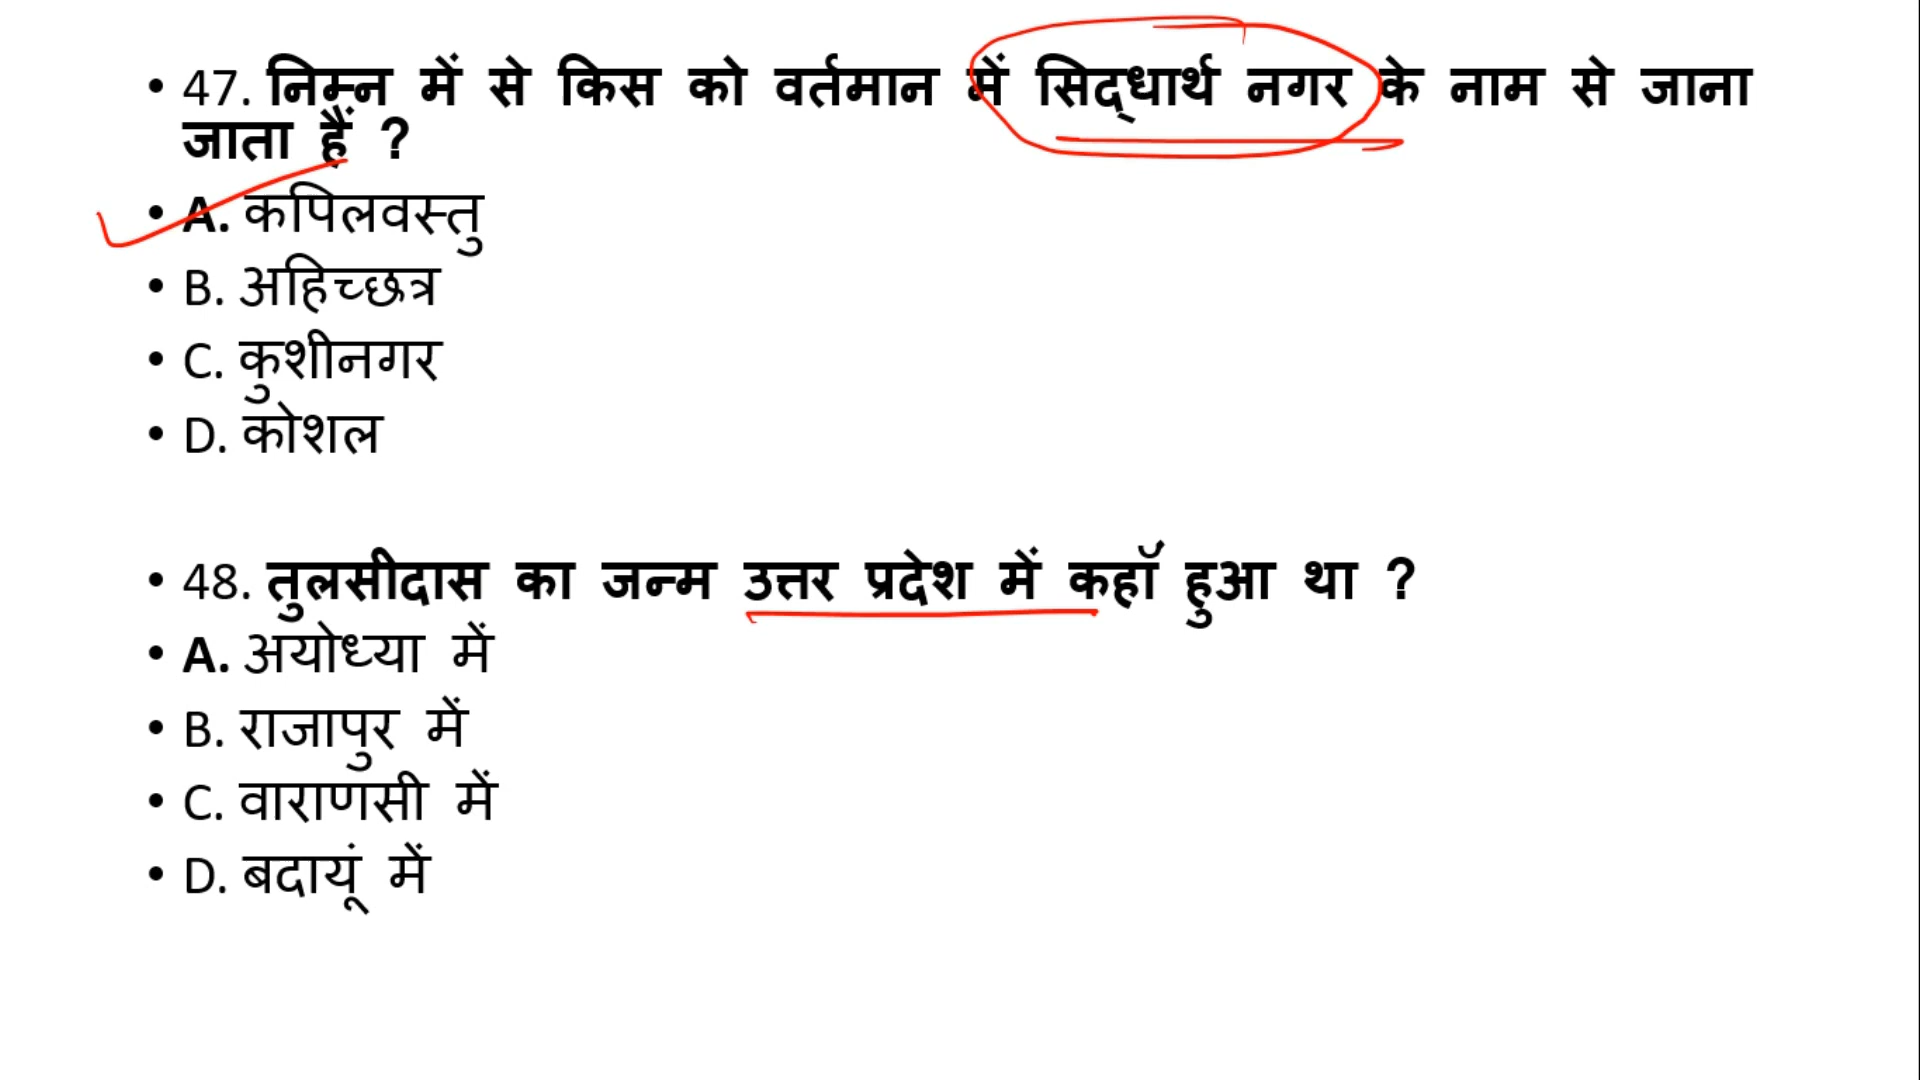 • 47. निम्न में से किस को वर्तमान में सिद्धार्थ नगर के नाम से जाना
जाता हैं ?
• A. कपिलवस्तु
• B. अहिच्छत्र
• C. कुशीनगर
• D. कोशल
• 48. तुलसीदास का जन्म उत्तर प्रदेश में कहॉं हुआ था ?
• A. अयोध्या में
• B. राजापुर में
• C. वाराणसी में
• D. बदायूं में